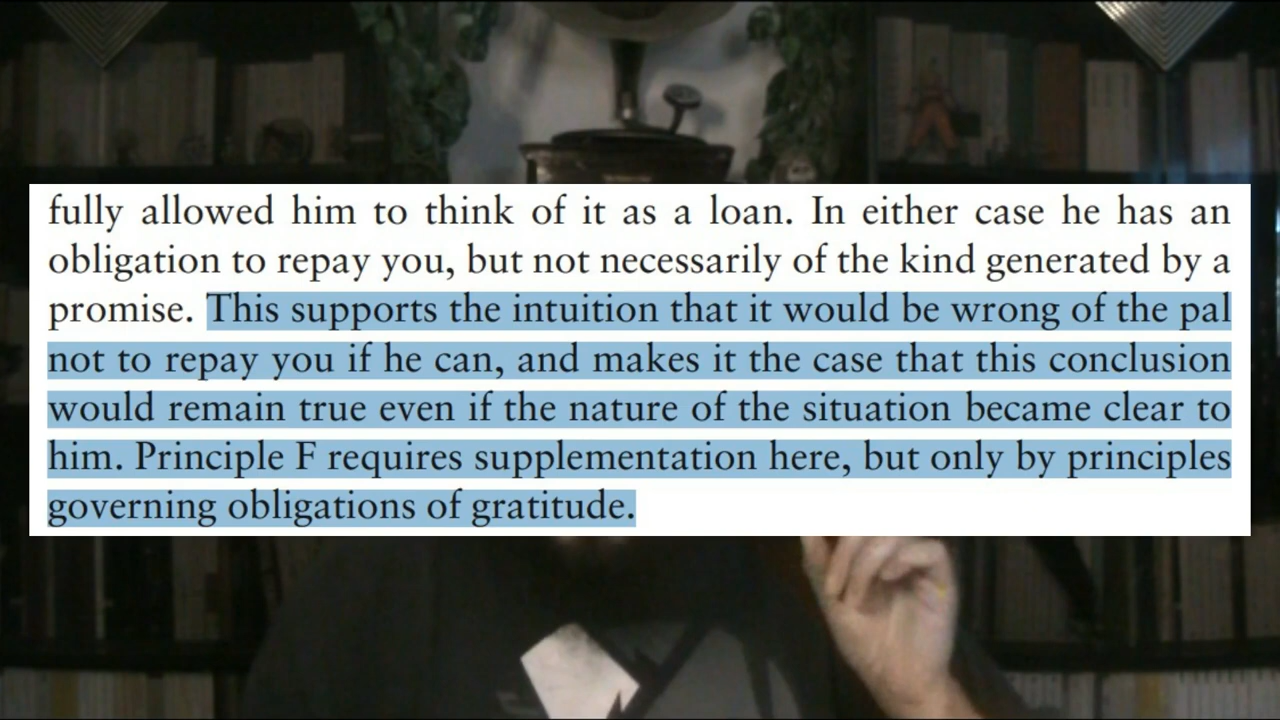 fully allowed him to think of it as a loan. In either case he has an
obligation to repay you, but not necessarily of the kind generated by a
promise. This supports the intuition that it would be wrong of the pal
not to repay you if he can, and makes it the case that this conclusion
would remain true even if the nature of the situation became clear to
him. Principle F requires supplementation here, but only by principles
governing obligations of gratitude.